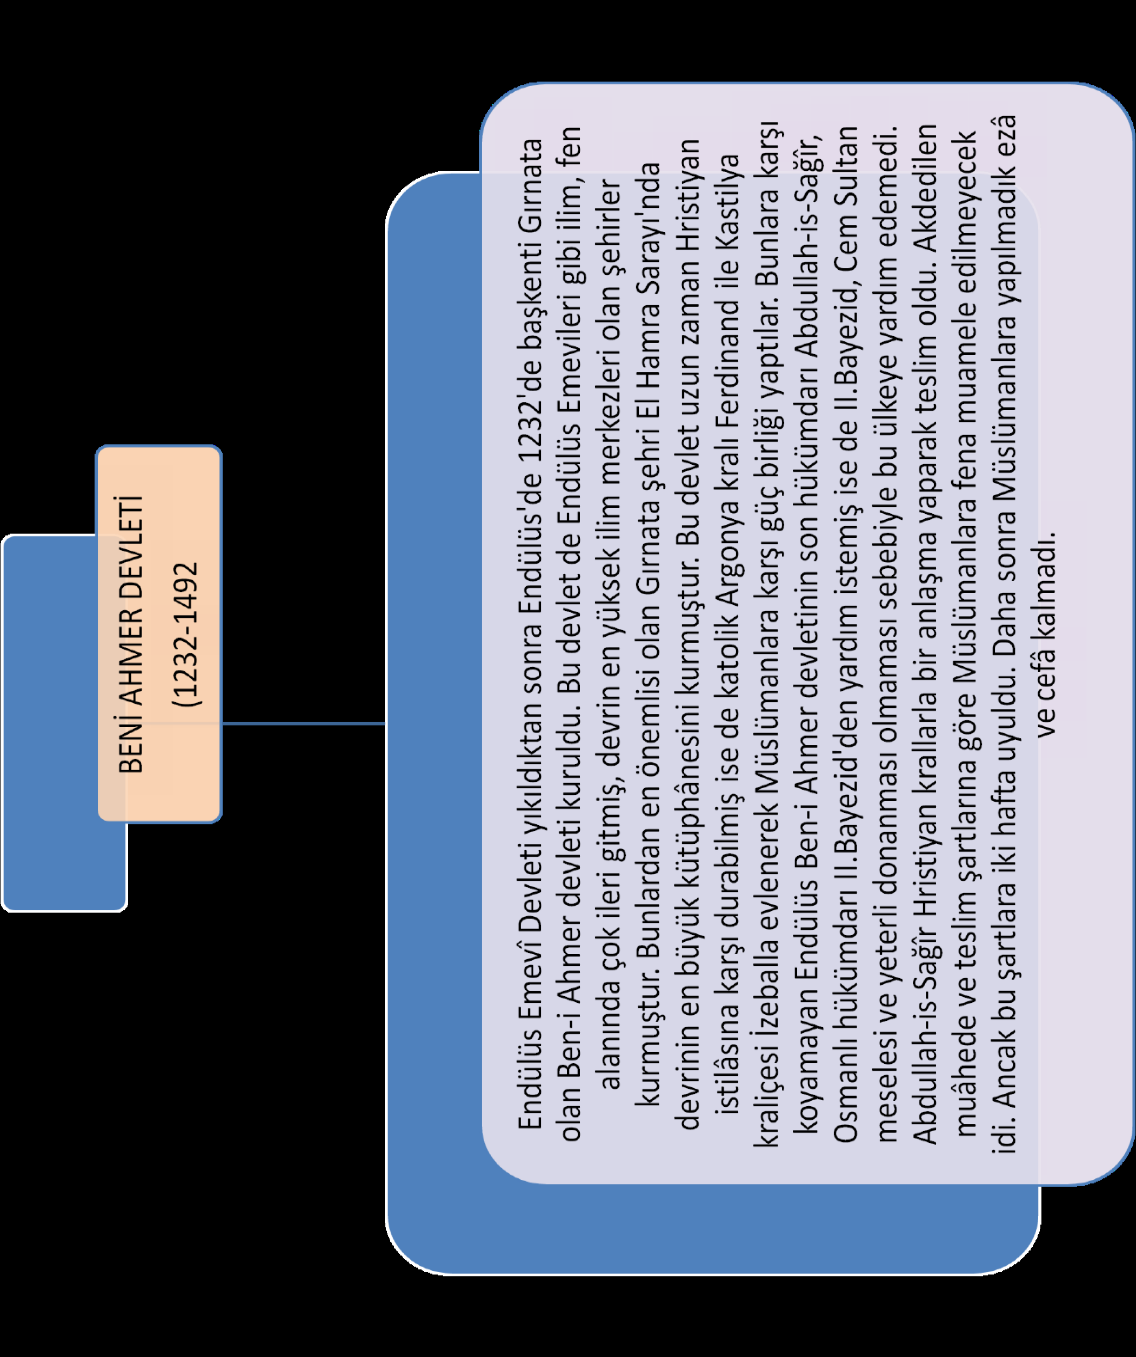 BENİ AHMER DEVLETİ
(1232-1492
Endülüs Emevî Devleti yıkıldıktan sonra Endülüs'de 1232'de başkenti Gırnata
olan Ben-i Ahmer devleti kuruldu. Bu devlet de Endülüs Emevileri gibi ilim, fen
alanında çok ileri gitmiş, devrin en yüksek ilim merkezleri olan şehirler
kurmuştur. Bunlardan en önemlisi olan Gırnata şehri El Hamra Sarayı'nda
devrinin en büyük kütüphânesini kurmuştur. Bu devlet uzun zaman Hristiyan
istilâsına karşı durabilmiş ise de katolik Argonya kralı Ferdinand ile Kastilya
kraliçesi İzeballa evlenerek Müslümanlara karşı güç birliği yaptılar. Bunlara karşı
koyamayan Endülüs Ben-i Ahmer devletinin son hükümdarı Abdullah-is-Sağîr,
Osmanlı hükümdarı II.Bayezid'den yardım istemiş ise de II.Bayezid, Cem Sultan
meselesi ve yeterli donanması olmaması sebebiyle bu ülkeye yardım edemedi.
Abdullah-is-Sağîr Hristiyan krallarla bir anlaşma yaparak teslim oldu. Akdedilen
muâhede ve teslim şartlarına göre Müslümanlara fena muamele edilmeyecek
idi. Ancak bu şartlara iki hafta uyuldu. Daha sonra Müslümanlara yapılmadık ezâ
ve cefâ kalmadı.